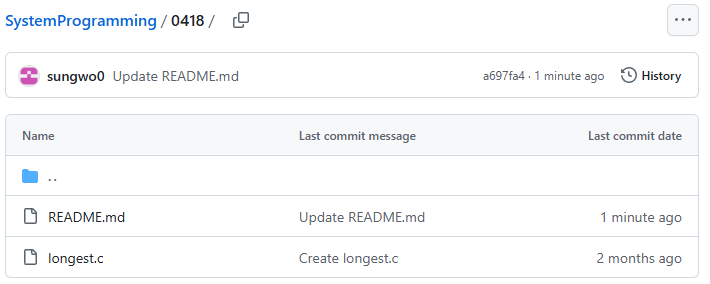 SystemProgramming / 0418 /
sungwo0 Update README.md a697fa4 · 1 minute ago History
Name Last commit message Last commit date
..
README.md Update README.md 1 minute ago
longest.c Create longest.c 2 months ago